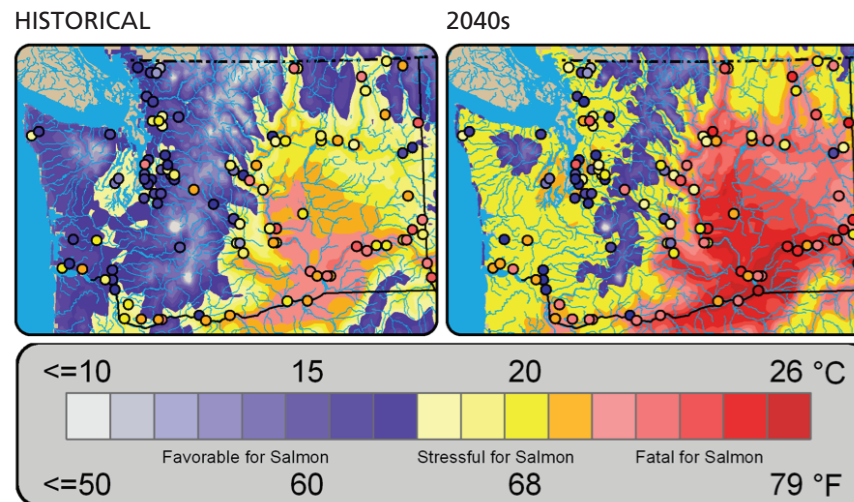 HISTORICAL 2040s
<=10 15 20 26 °C
Favorable for Salmon Stressful for Salmon Fatal for Salmon
<=50 60 68 79 °F